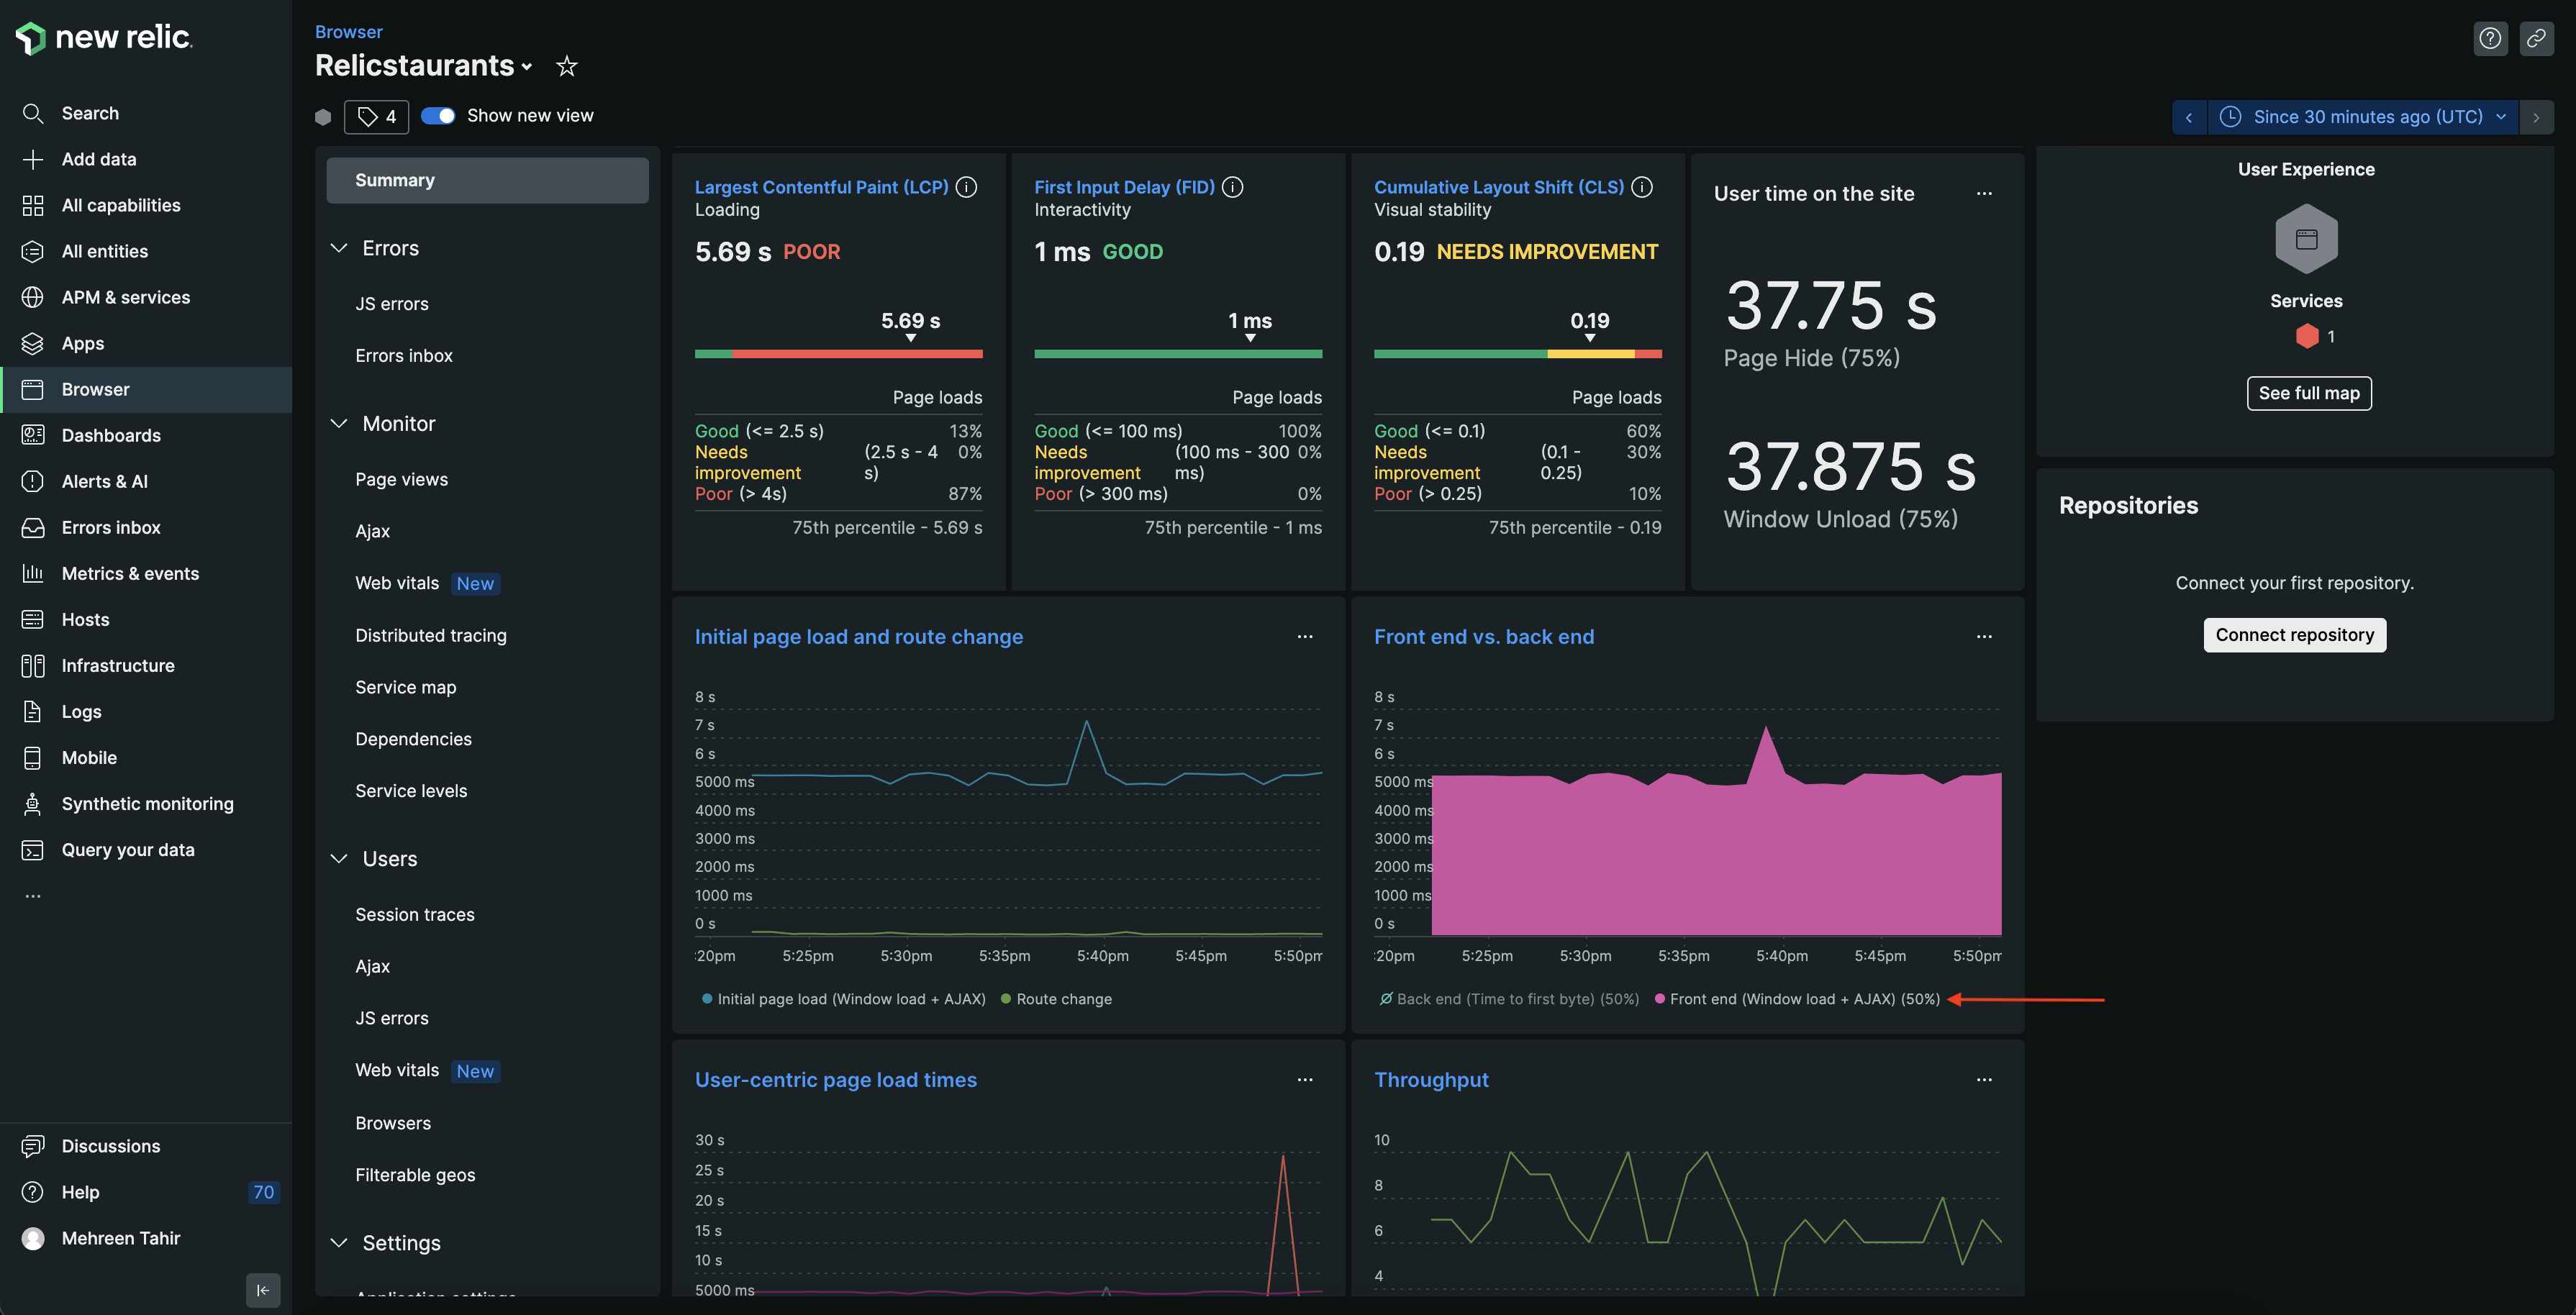 new relic.
Search
Add data
All capabilities
All entities
APM & services
Apps
Browser
Dashboards
Alerts & AI
Errors inbox
Metrics & events
Hosts
Infrastructure
Logs
Mobile
Synthetic monitoring
Query your data
...
Discussions
Help 70
Mehreen Tahir
Browser
Relicstaurants
4 Show new view
Since 30 minutes ago (UTC)
Summary
Errors
JS errors
Errors inbox
Monitor
Page views
Ajax
Web vitals New
Distributed tracing
Service map
Dependencies
Service levels
Users
Session traces
Ajax
JS errors
Web vitals New
Browsers
Filterable geos
Settings
Application settings
Largest Contentful Paint (LCP)
Loading
5.69 s POOR
5.69 s
Page loads
Good (<= 2.5 s) 13%
Needs improvement (2.5 s - 4 s) 0%
Poor (> 4s) 87%
75th percentile - 5.69 s
First Input Delay (FID)
Interactivity
1 ms GOOD
1 ms
Page loads
Good (<= 100 ms) 100%
Needs improvement (100 ms - 300 ms) 0%
Poor (> 300 ms) 0%
75th percentile - 1 ms
Cumulative Layout Shift (CLS)
Visual stability
0.19 NEEDS IMPROVEMENT
0.19
Page loads
Good (<= 0.1) 60%
Needs improvement (0.1 - 0.25) 30%
Poor (> 0.25) 10%
75th percentile - 0.19
User time on the site ...
37.75 s
Page Hide (75%)
37.875 s
Window Unload (75%)
Initial page load and route change ...
8 s
7 s
6 s
5000 ms
4000 ms
3000 ms
2000 ms
1000 ms
0 s
:20pm 5:25pm 5:30pm 5:35pm 5:40pm 5:45pm 5:50pm
Initial page load (Window load + AJAX) Route change
Front end vs. back end ...
8 s
7 s
6 s
5000 ms
4000 ms
3000 ms
2000 ms
1000 ms
0 s
:20pm 5:25pm 5:30pm 5:35pm 5:40pm 5:45pm 5:50pm
Back end (Time to first byte) (50%) Front end (Window load + AJAX) (50%)
User-centric page load times ...
30 s
25 s
20 s
15 s
10 s
5000 ms
Throughput ...
10
8
6
4
User Experience
Services
1
See full map
Repositories
Connect your first repository.
Connect repository